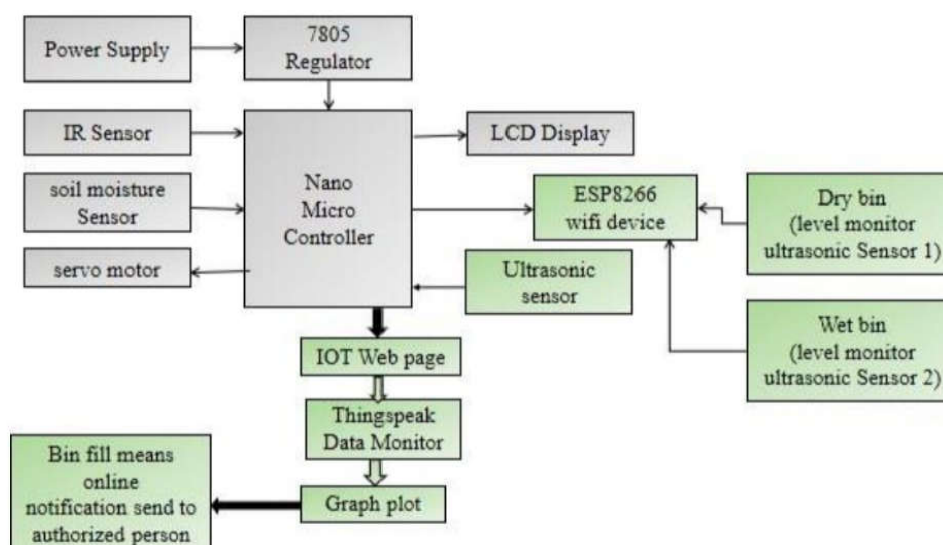 Power Supply
7805
Regulator
IR Sensor
soil moisture
Sensor
servo motor
Nano
Micro
Controller
LCD Display
ESP8266
wifi device
Dry bin
(level monitor
ultrasonic Sensor 1)
Ultrasonic
sensor
Wet bin
(level monitor
ultrasonic Sensor 2)
IOT Web page
Thingspeak
Data Monitor
Graph plot
Bin fill means
online
notification send to
authorized person